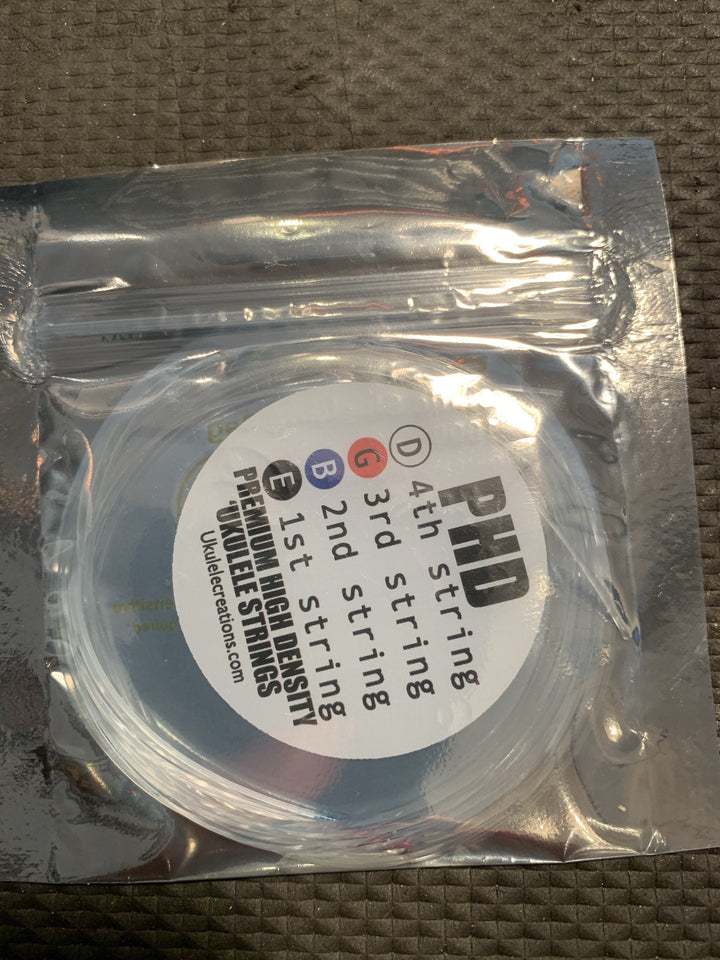 PHD
D 4th string
G 3rd string
B 2nd string
E 1st string
PREMIUM HIGH DENSITY
'UKULELE STRINGS
Ukulelecreations.com